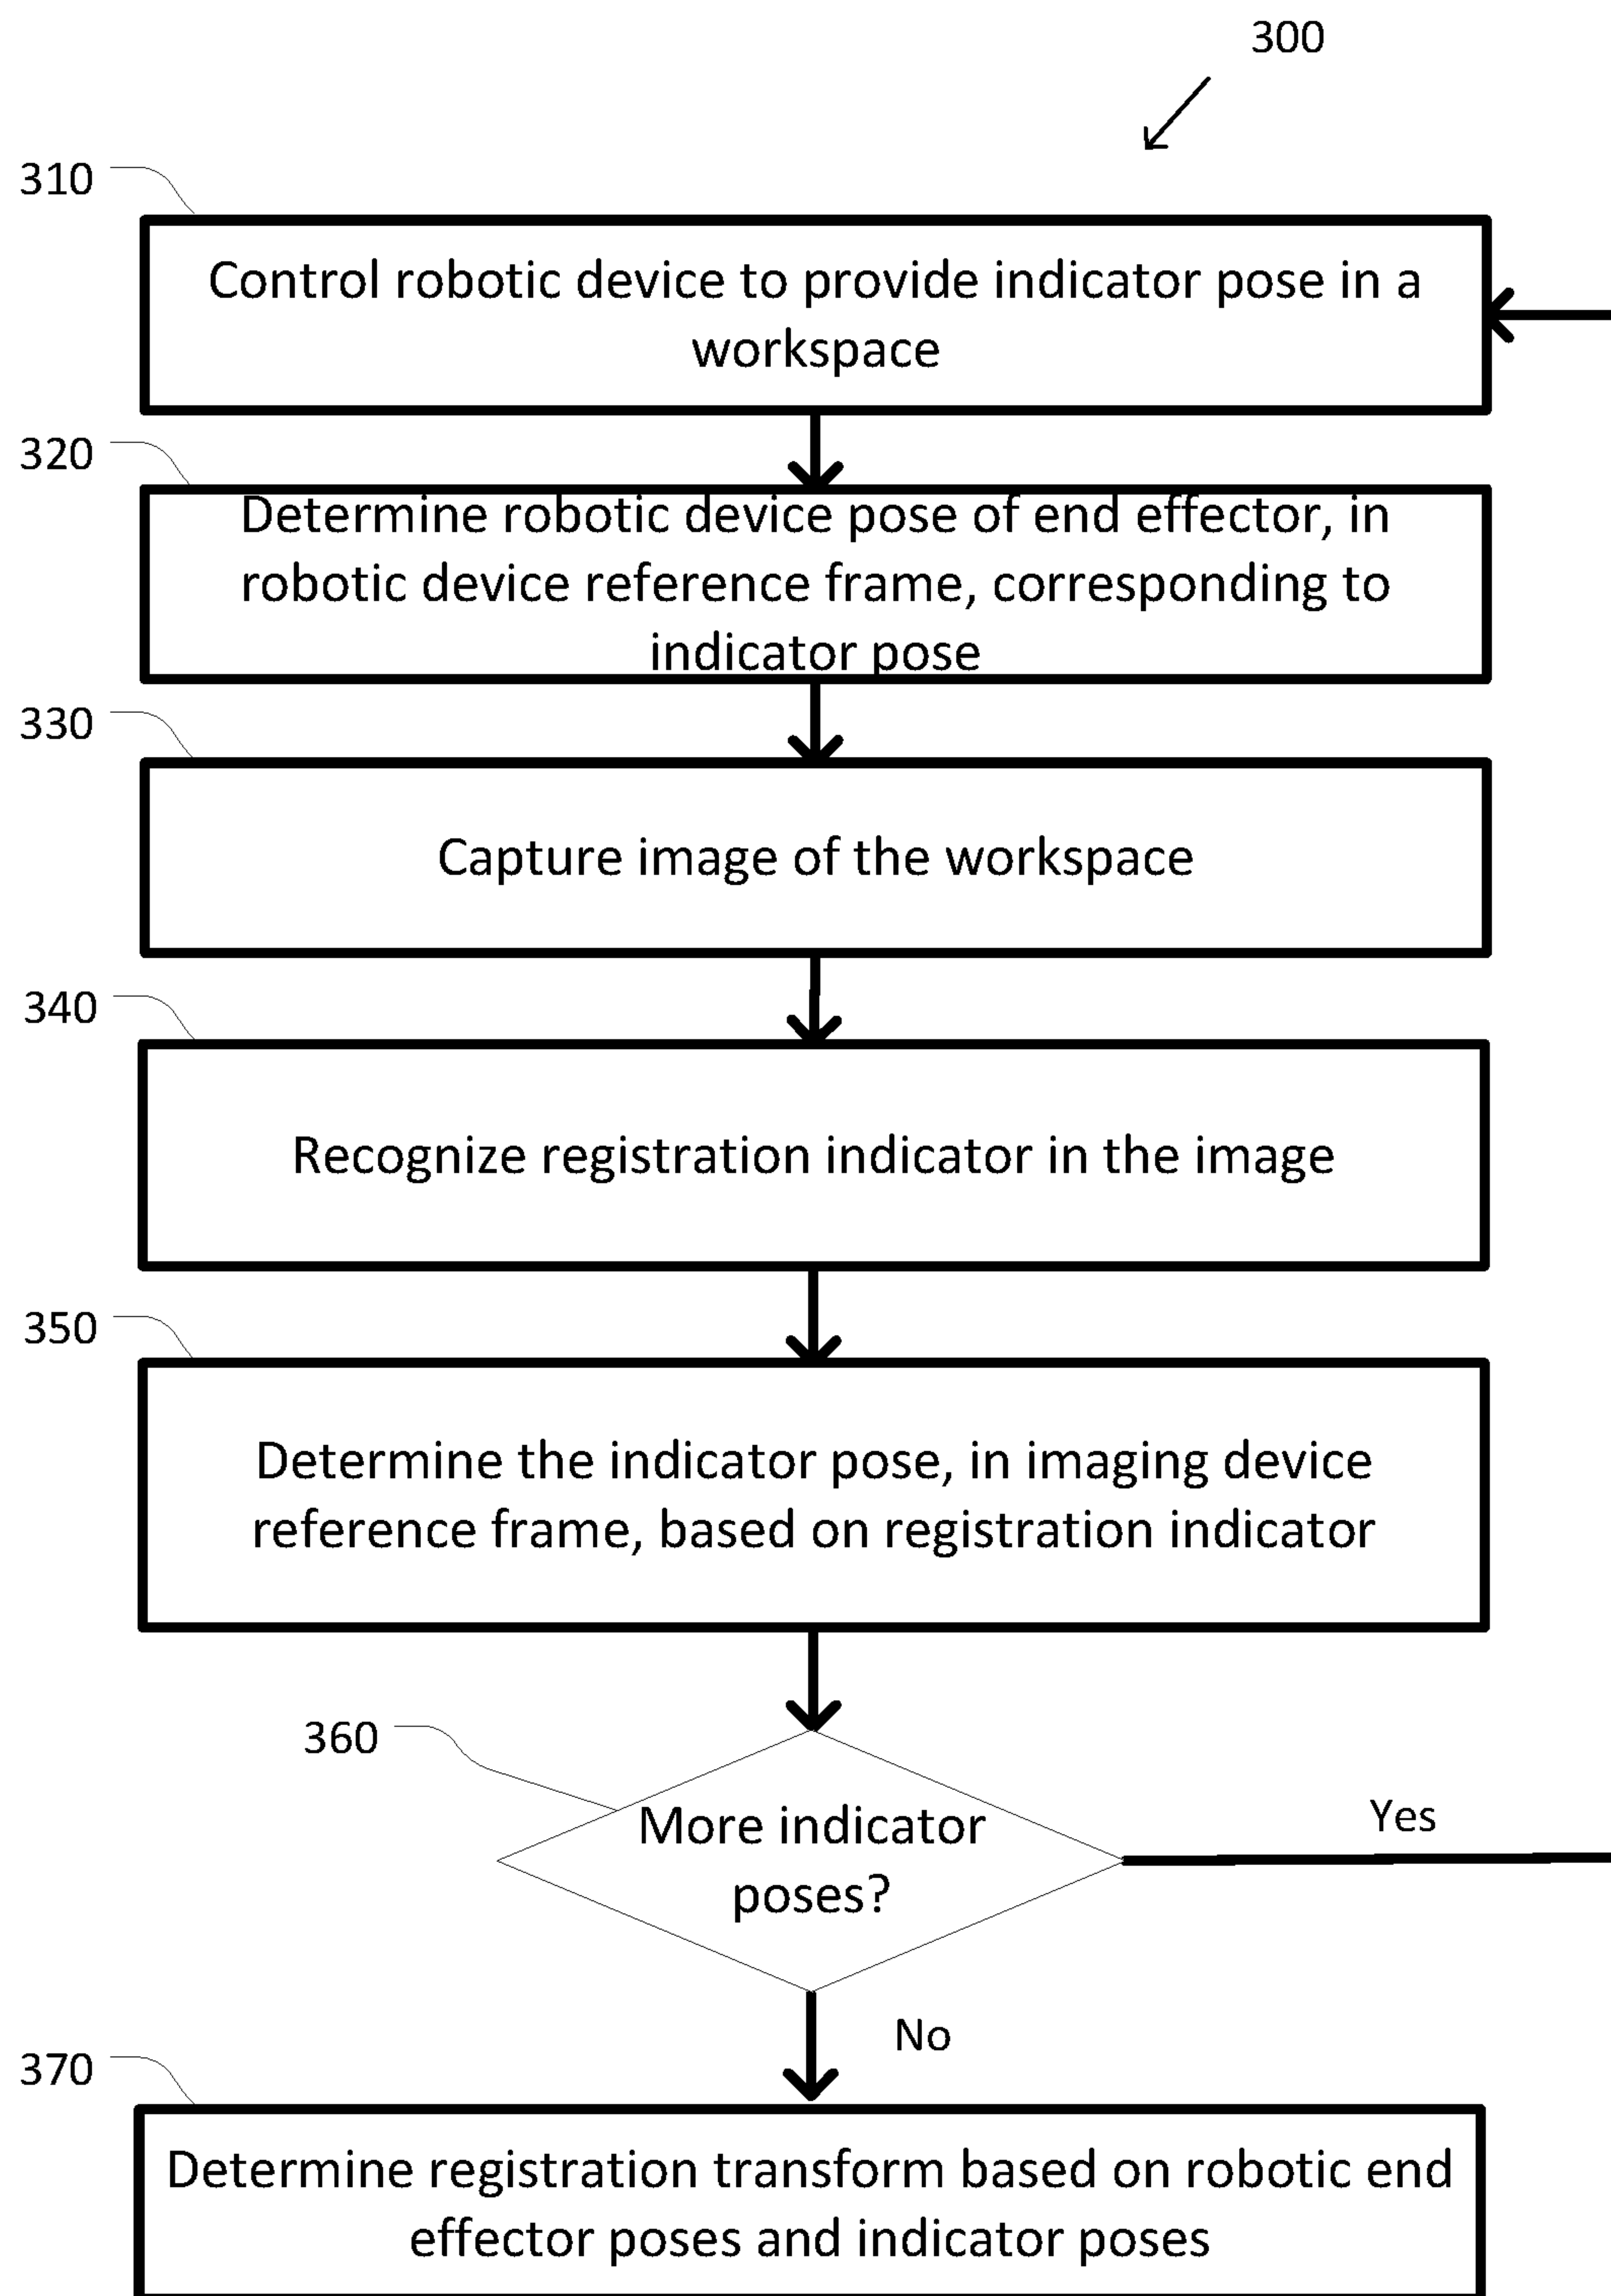 300
310
Control robotic device to provide indicator pose in a
workspace
320
Determine robotic device pose of end effector, in
robotic device reference frame, corresponding to
indicator pose
330
Capture image of the workspace
340
Recognize registration indicator in the image
350
Determine the indicator pose, in imaging device
reference frame, based on registration indicator
360
More indicator
poses?
Yes
No
370
Determine registration transform based on robotic end
effector poses and indicator poses